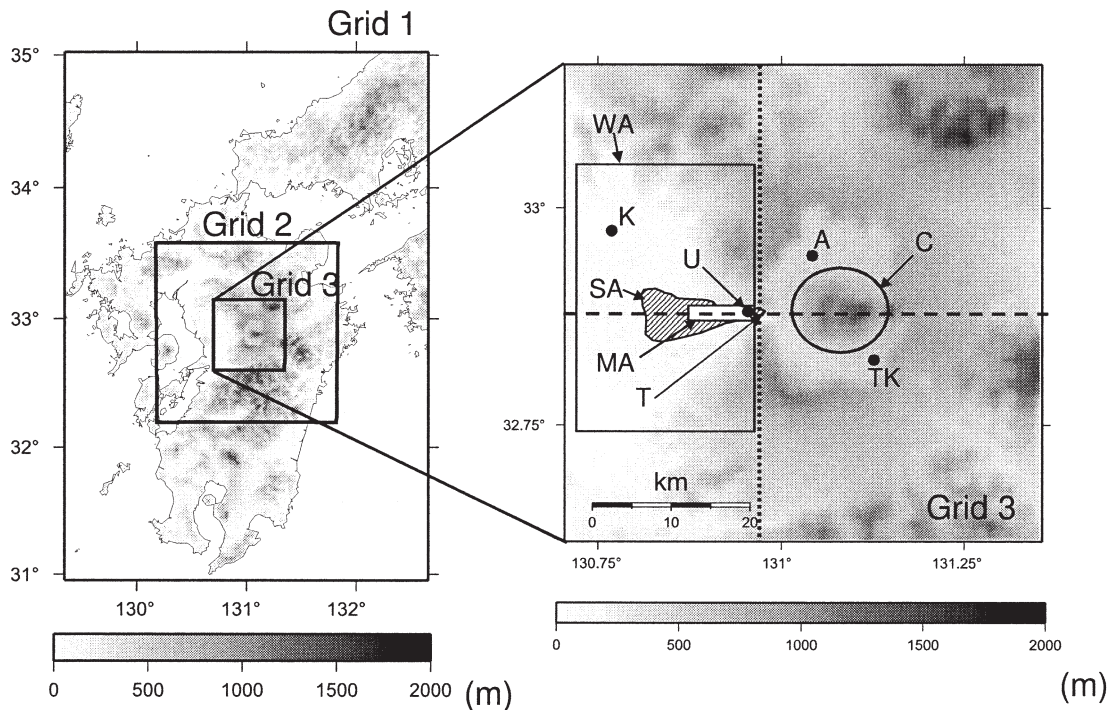 Grid 1
35°
34°
33°
32°
31°
Grid 2
Grid 3
130° 131° 132°
0 500 1000 1500 2000 (m)
WA
K
A
C
U
SA
MA
T
TK
33°
32.75°
km
0 10 20
Grid 3
130.75° 131° 131.25°
0 500 1000 1500 2000
(m)